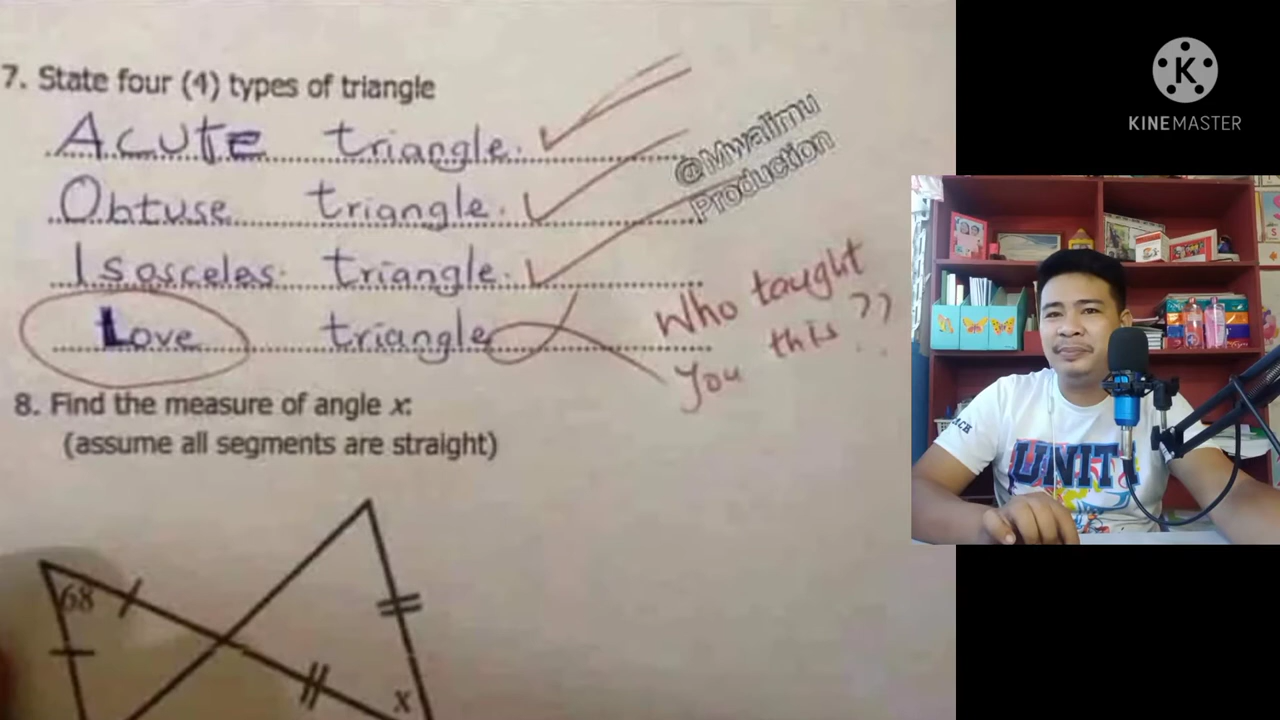 7. State four (4) types of triangle
ACUTE triangle.
Obtuse triangle.
Isosceles triangle.
Love triangle
@Mwalimu
Production
Who taught
you this ??
8. Find the measure of angle x:
(assume all segments are straight)
68
x
KINEMASTER
UNITE